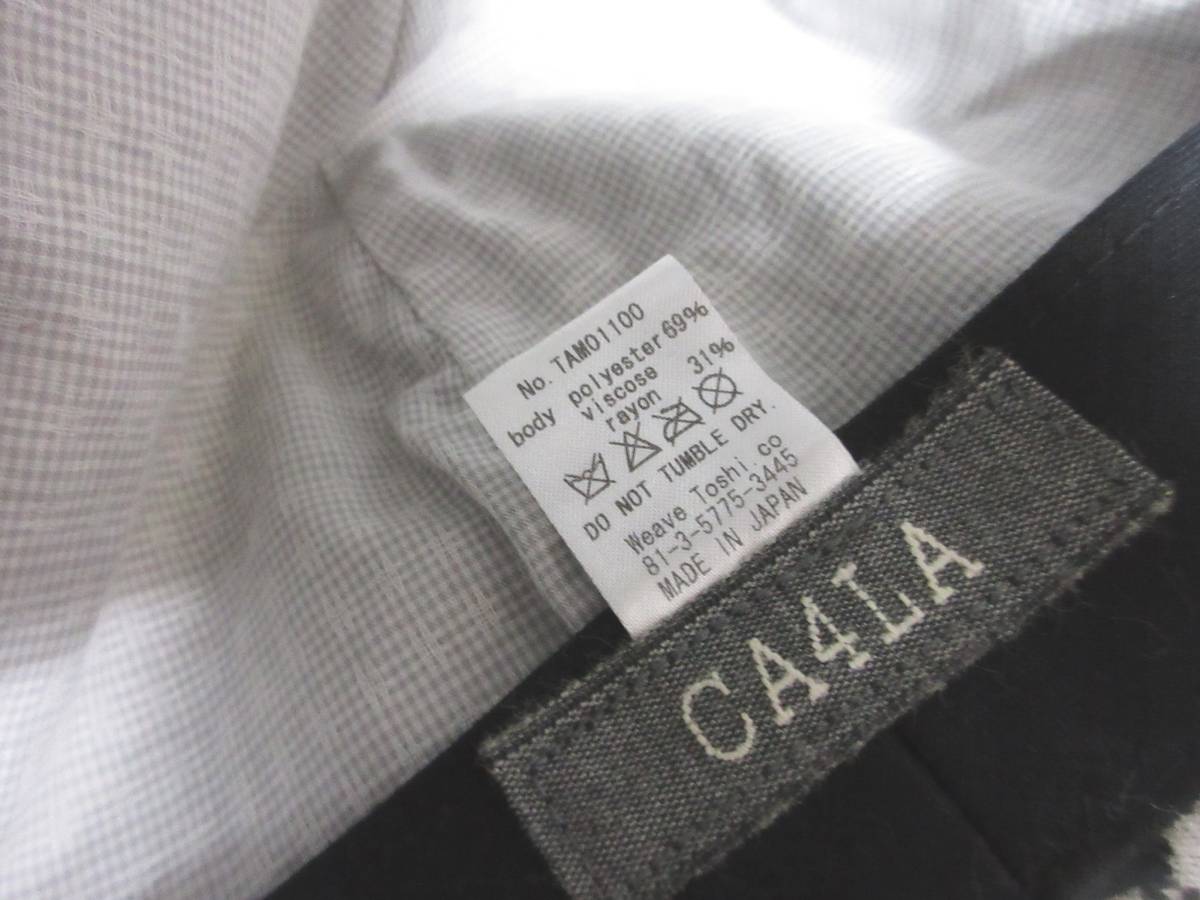 No. TAM01100
body polyester 69%
viscose 31%
rayon
DO NOT TUMBLE DRY.
Weave Toshi.co
81-3-5775-3445
MADE IN JAPAN
CA4LA